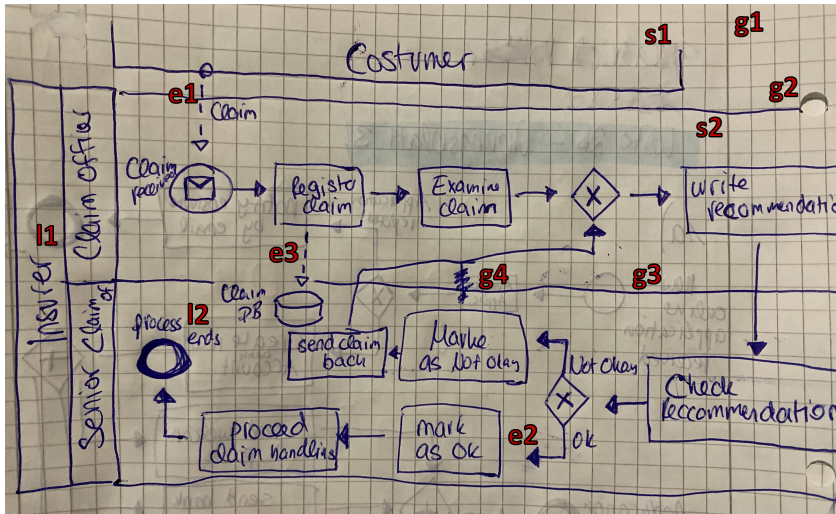 s1
g1
Costumer
g2
e1
Claim
s2
Claim
received
Register
claim
Examine
claim
X
write
recommendatio
Insurer
Claim Officer
l1
e3
g4
g3
Claim
DB
Senior Claim of
process
ends
l2
send claim
back
Marke
as Not Okay
Not Okay
X
Check
reccommendation
proceed
claim handling
mark
as OK
e2
OK